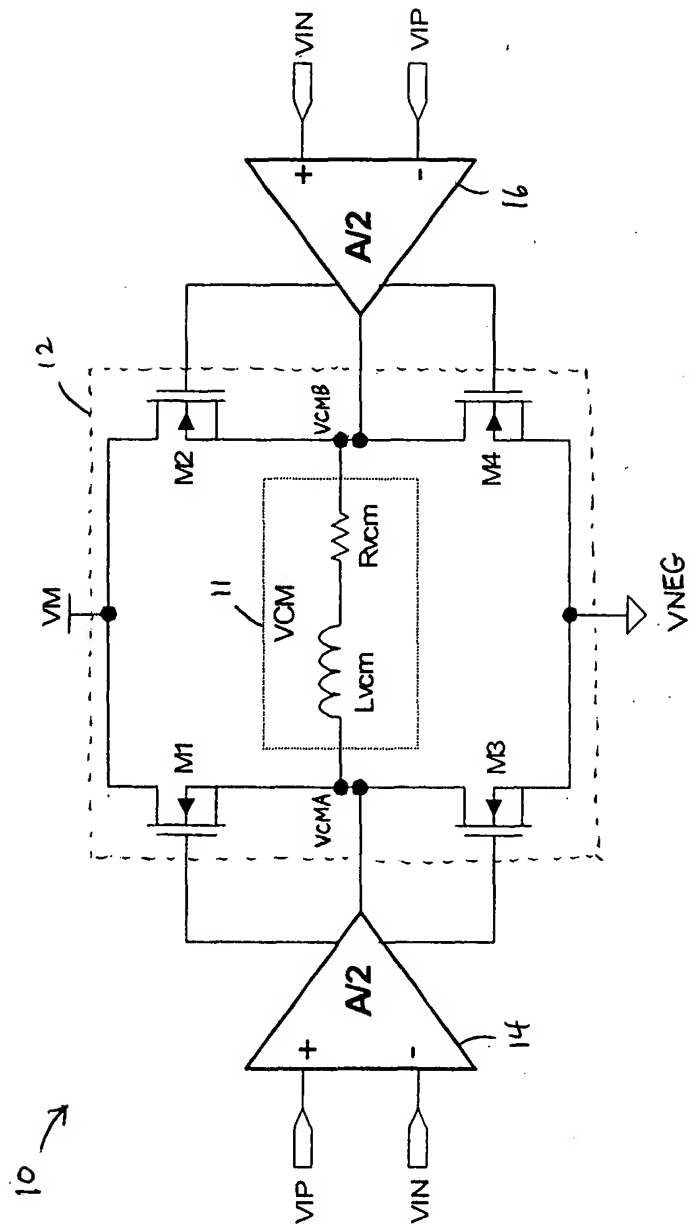 10
12
VM
VIN
VIP
M1
M2
+
-
A/2
14
11
VCM
VCMA
Lvcm
Rvcm
VCMB
+
-
A/2
16
M3
M4
VIP
VIN
VNEG